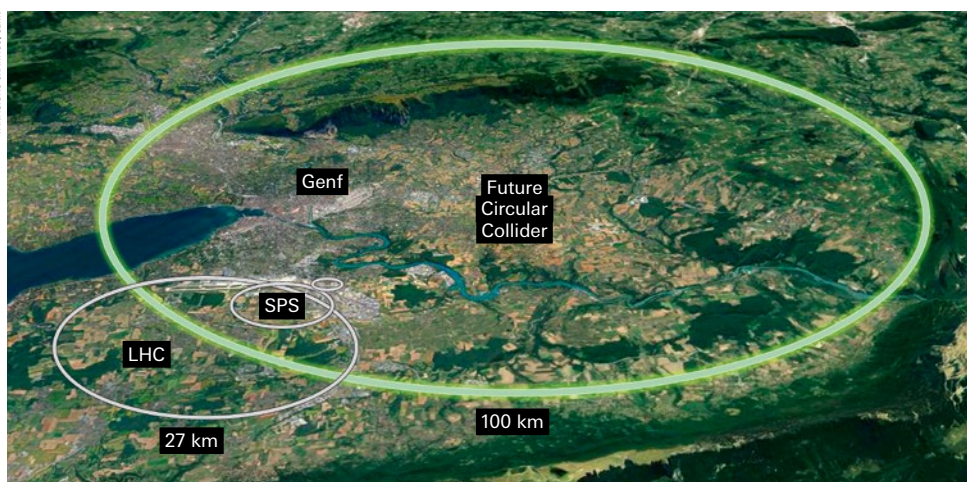 Genf
Future
Circular
Collider
SPS
LHC
100 km
27 km